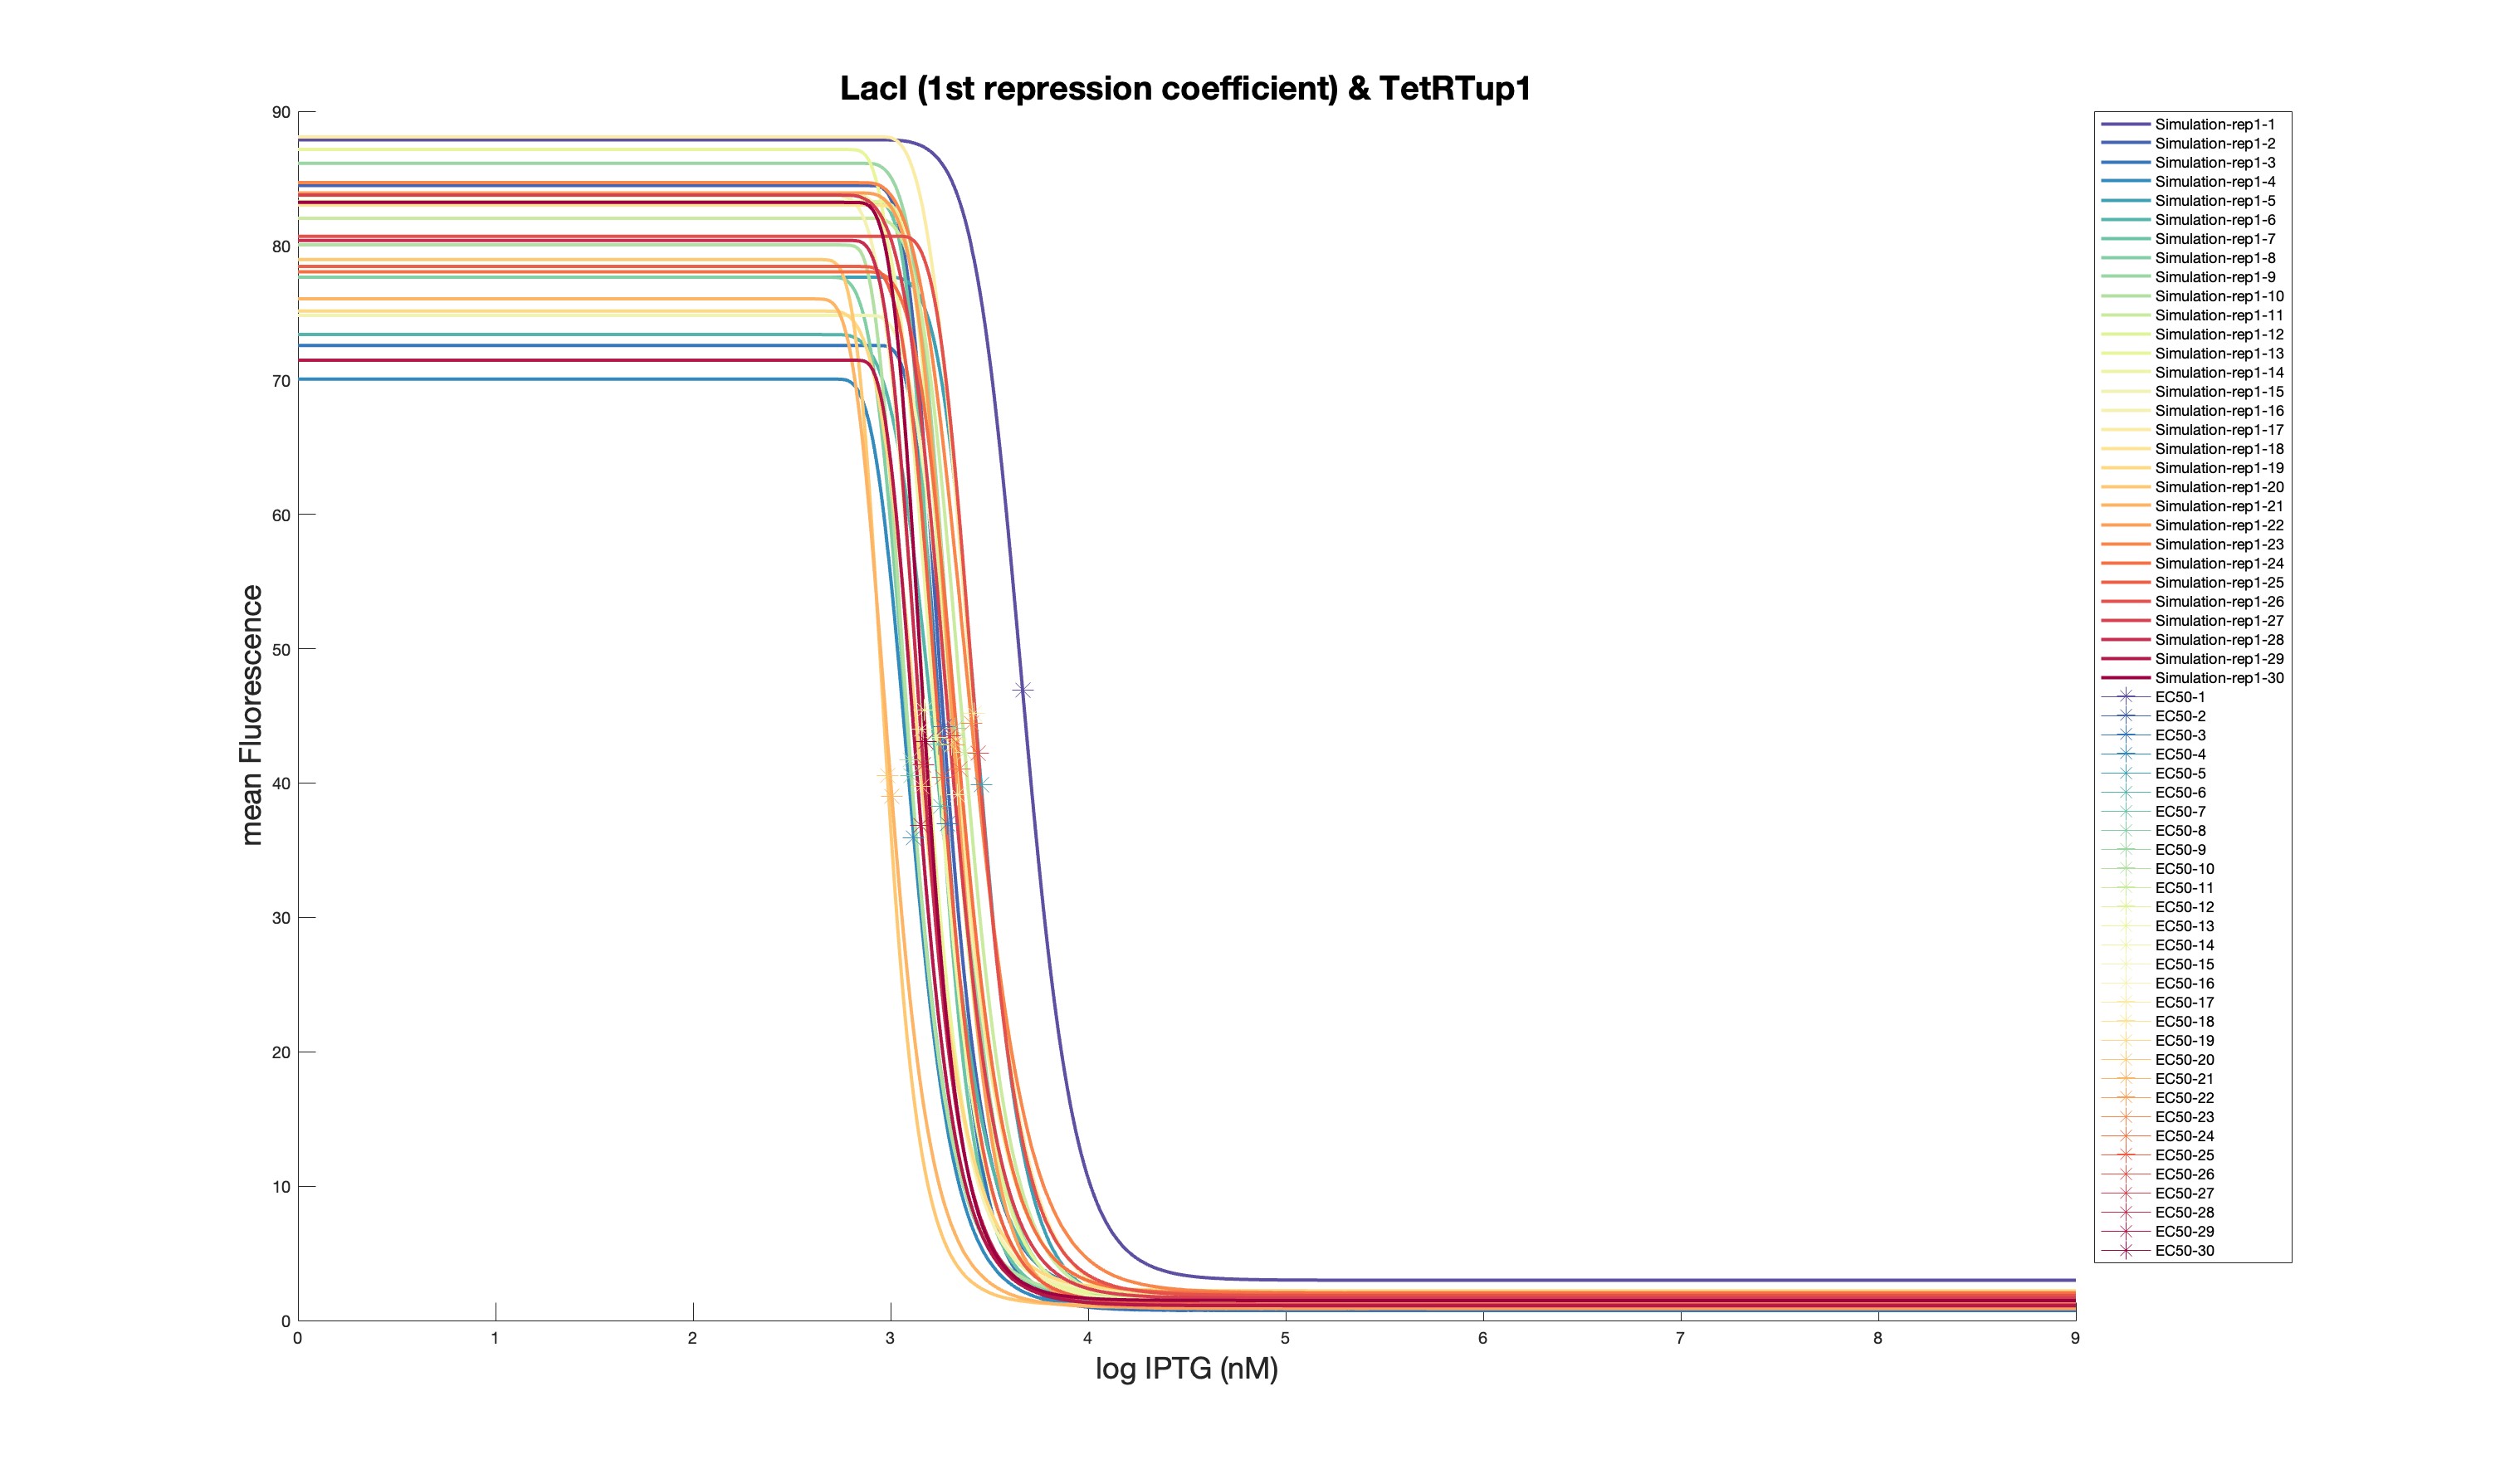 LacI (1st repression coefficient) & TetRTup1
90
80
70
60
50
40
30
20
10
0
mean Fluorescence
0 1 2 3 4 5 6 7 8 9
log IPTG (nM)
Simulation-rep1-1
Simulation-rep1-2
Simulation-rep1-3
Simulation-rep1-4
Simulation-rep1-5
Simulation-rep1-6
Simulation-rep1-7
Simulation-rep1-8
Simulation-rep1-9
Simulation-rep1-10
Simulation-rep1-11
Simulation-rep1-12
Simulation-rep1-13
Simulation-rep1-14
Simulation-rep1-15
Simulation-rep1-16
Simulation-rep1-17
Simulation-rep1-18
Simulation-rep1-19
Simulation-rep1-20
Simulation-rep1-21
Simulation-rep1-22
Simulation-rep1-23
Simulation-rep1-24
Simulation-rep1-25
Simulation-rep1-26
Simulation-rep1-27
Simulation-rep1-28
Simulation-rep1-29
Simulation-rep1-30
EC50-1
EC50-2
EC50-3
EC50-4
EC50-5
EC50-6
EC50-7
EC50-8
EC50-9
EC50-10
EC50-11
EC50-12
EC50-13
EC50-14
EC50-15
EC50-16
EC50-17
EC50-18
EC50-19
EC50-20
EC50-21
EC50-22
EC50-23
EC50-24
EC50-25
EC50-26
EC50-27
EC50-28
EC50-29
EC50-30